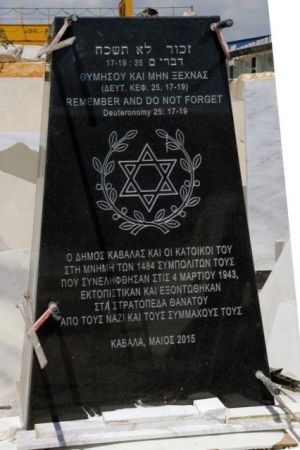 זכור לא תשכח
דברי ם 25 : 17-19
ΘΥΜΗΣΟΥ ΚΑΙ ΜΗΝ ΞΕΧΝΑΣ
(ΔΕΥΤ. ΚΕΦ. 25, 17-19)
REMEMBER AND DO NOT FORGET
Deuteronomy 25: 17-19
Ο ΔΗΜΟΣ ΚΑΒΑΛΑΣ ΚΑΙ ΟΙ ΚΑΤΟΙΚΟΙ ΤΟΥ
ΣΤΗ ΜΝΗΜΗ ΤΩΝ 1484 ΣΥΜΠΟΛΙΤΩΝ ΤΟΥΣ
ΠΟΥ ΣΥΝΕΛΗΦΘΗΣΑΝ ΣΤΙΣ 4 ΜΑΡΤΙΟΥ 1943,
ΕΚΤΟΠΙΣΤΗΚΑΝ ΚΑΙ ΕΞΟΝΤΩΘΗΚΑΝ
ΣΤΑ ΣΤΡΑΤΟΠΕΔΑ ΘΑΝΑΤΟΥ
ΑΠΟ ΤΟΥΣ ΝΑΖΙ ΚΑΙ ΤΟΥΣ ΣΥΜΜΑΧΟΥΣ ΤΟΥΣ
ΚΑΒΑΛΑ, ΜΑΙΟΣ 2015